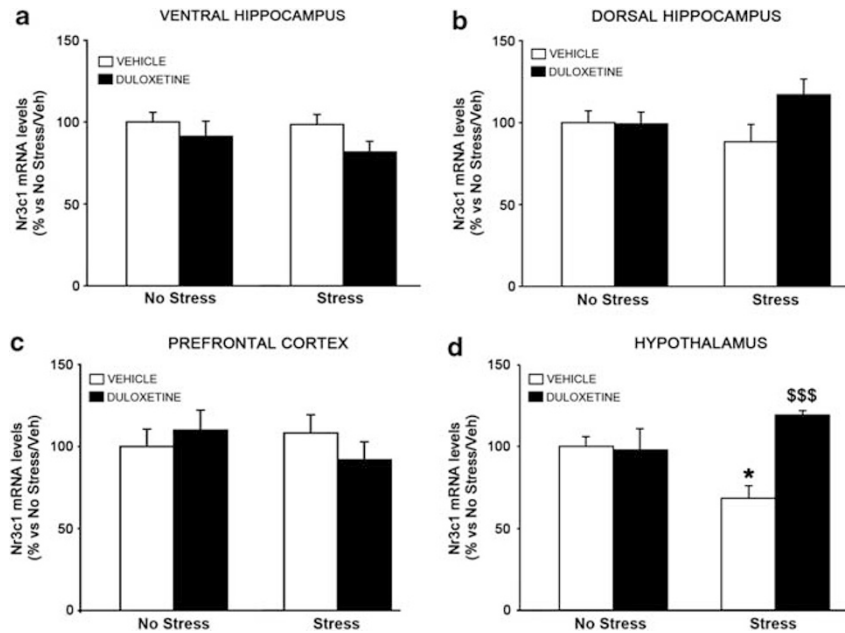 a VENTRAL HIPPOCAMPUS
150
100
50
0
Nr3c1 mRNA levels
(% vs No Stress/Veh)
VEHICLE
DULOXETINE
No Stress Stress
b DORSAL HIPPOCAMPUS
150
100
50
0
Nr3c1 mRNA levels
(% vs No Stress/Veh)
VEHICLE
DULOXETINE
No Stress Stress
c PREFRONTAL CORTEX
150
100
50
0
Nr3c1 mRNA levels
(% vs No Stress/Veh)
VEHICLE
DULOXETINE
No Stress Stress
d HYPOTHALAMUS
150
100
50
0
Nr3c1 mRNA levels
(% vs No Stress/Veh)
VEHICLE
DULOXETINE
$$$
*
No Stress Stress